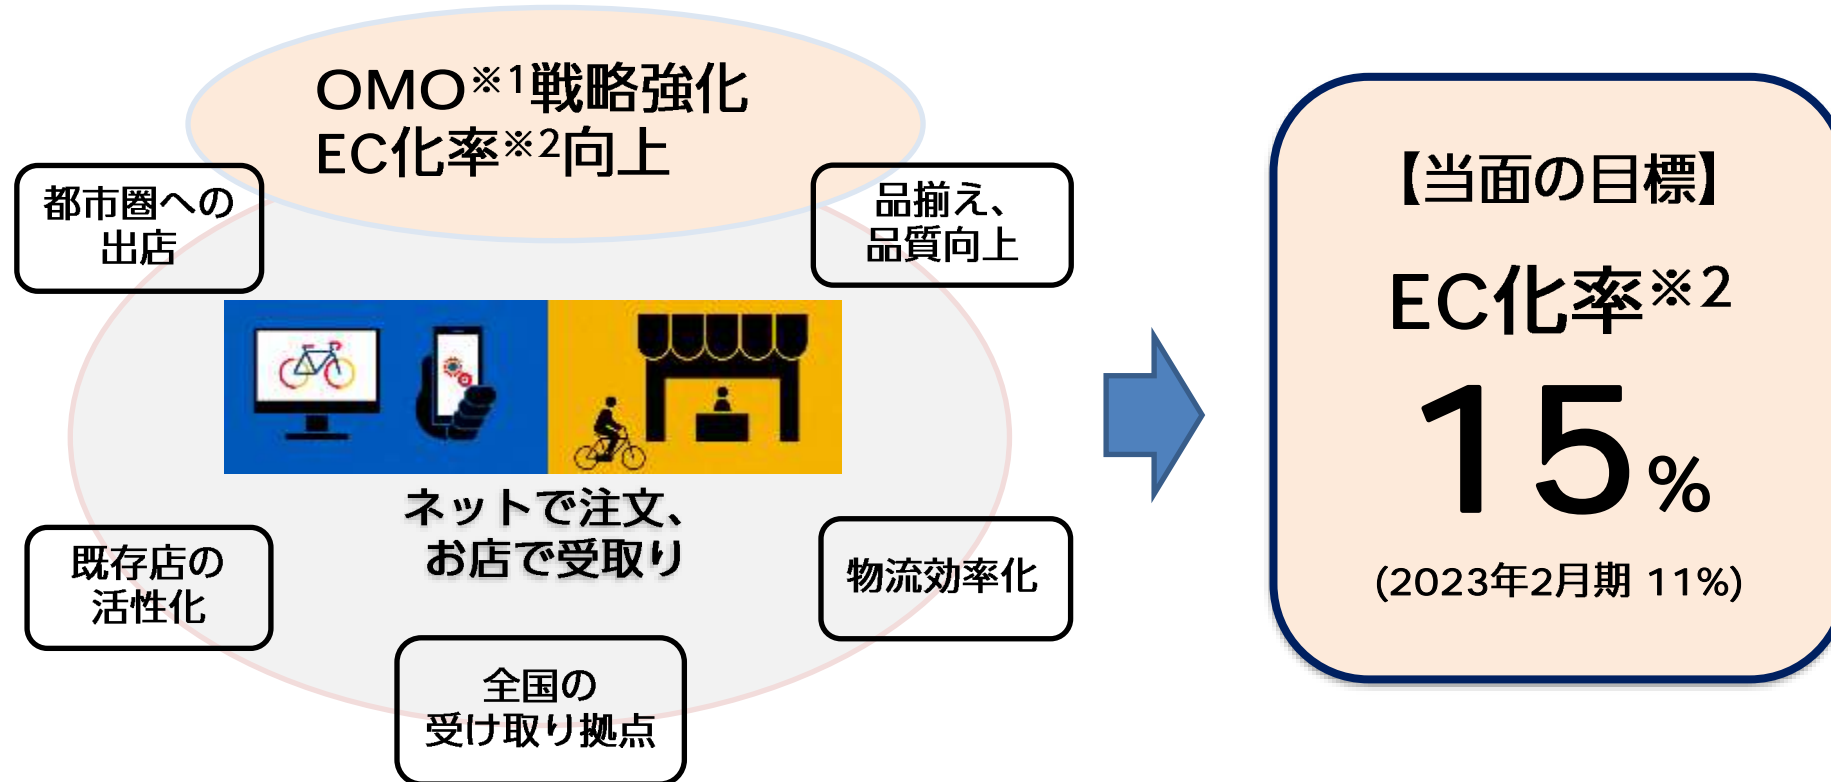 OMO※1戦略強化
EC化率※2向上
都市圏への
出店
品揃え、
品質向上
ネットで注文、
お店で受取り
既存店の
活性化
物流効率化
全国の
受け取り拠点
【当面の目標】
EC化率※2
15%
(2023年2月期 11%)